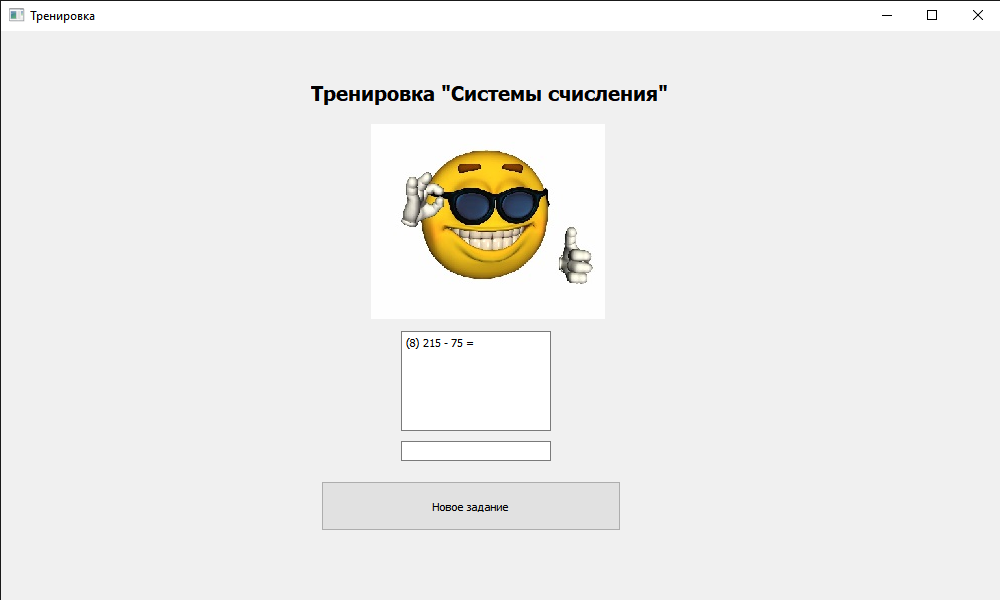 Тренировка
Тренировка "Системы счисления"
(8) 215 - 75 =
Новое задание